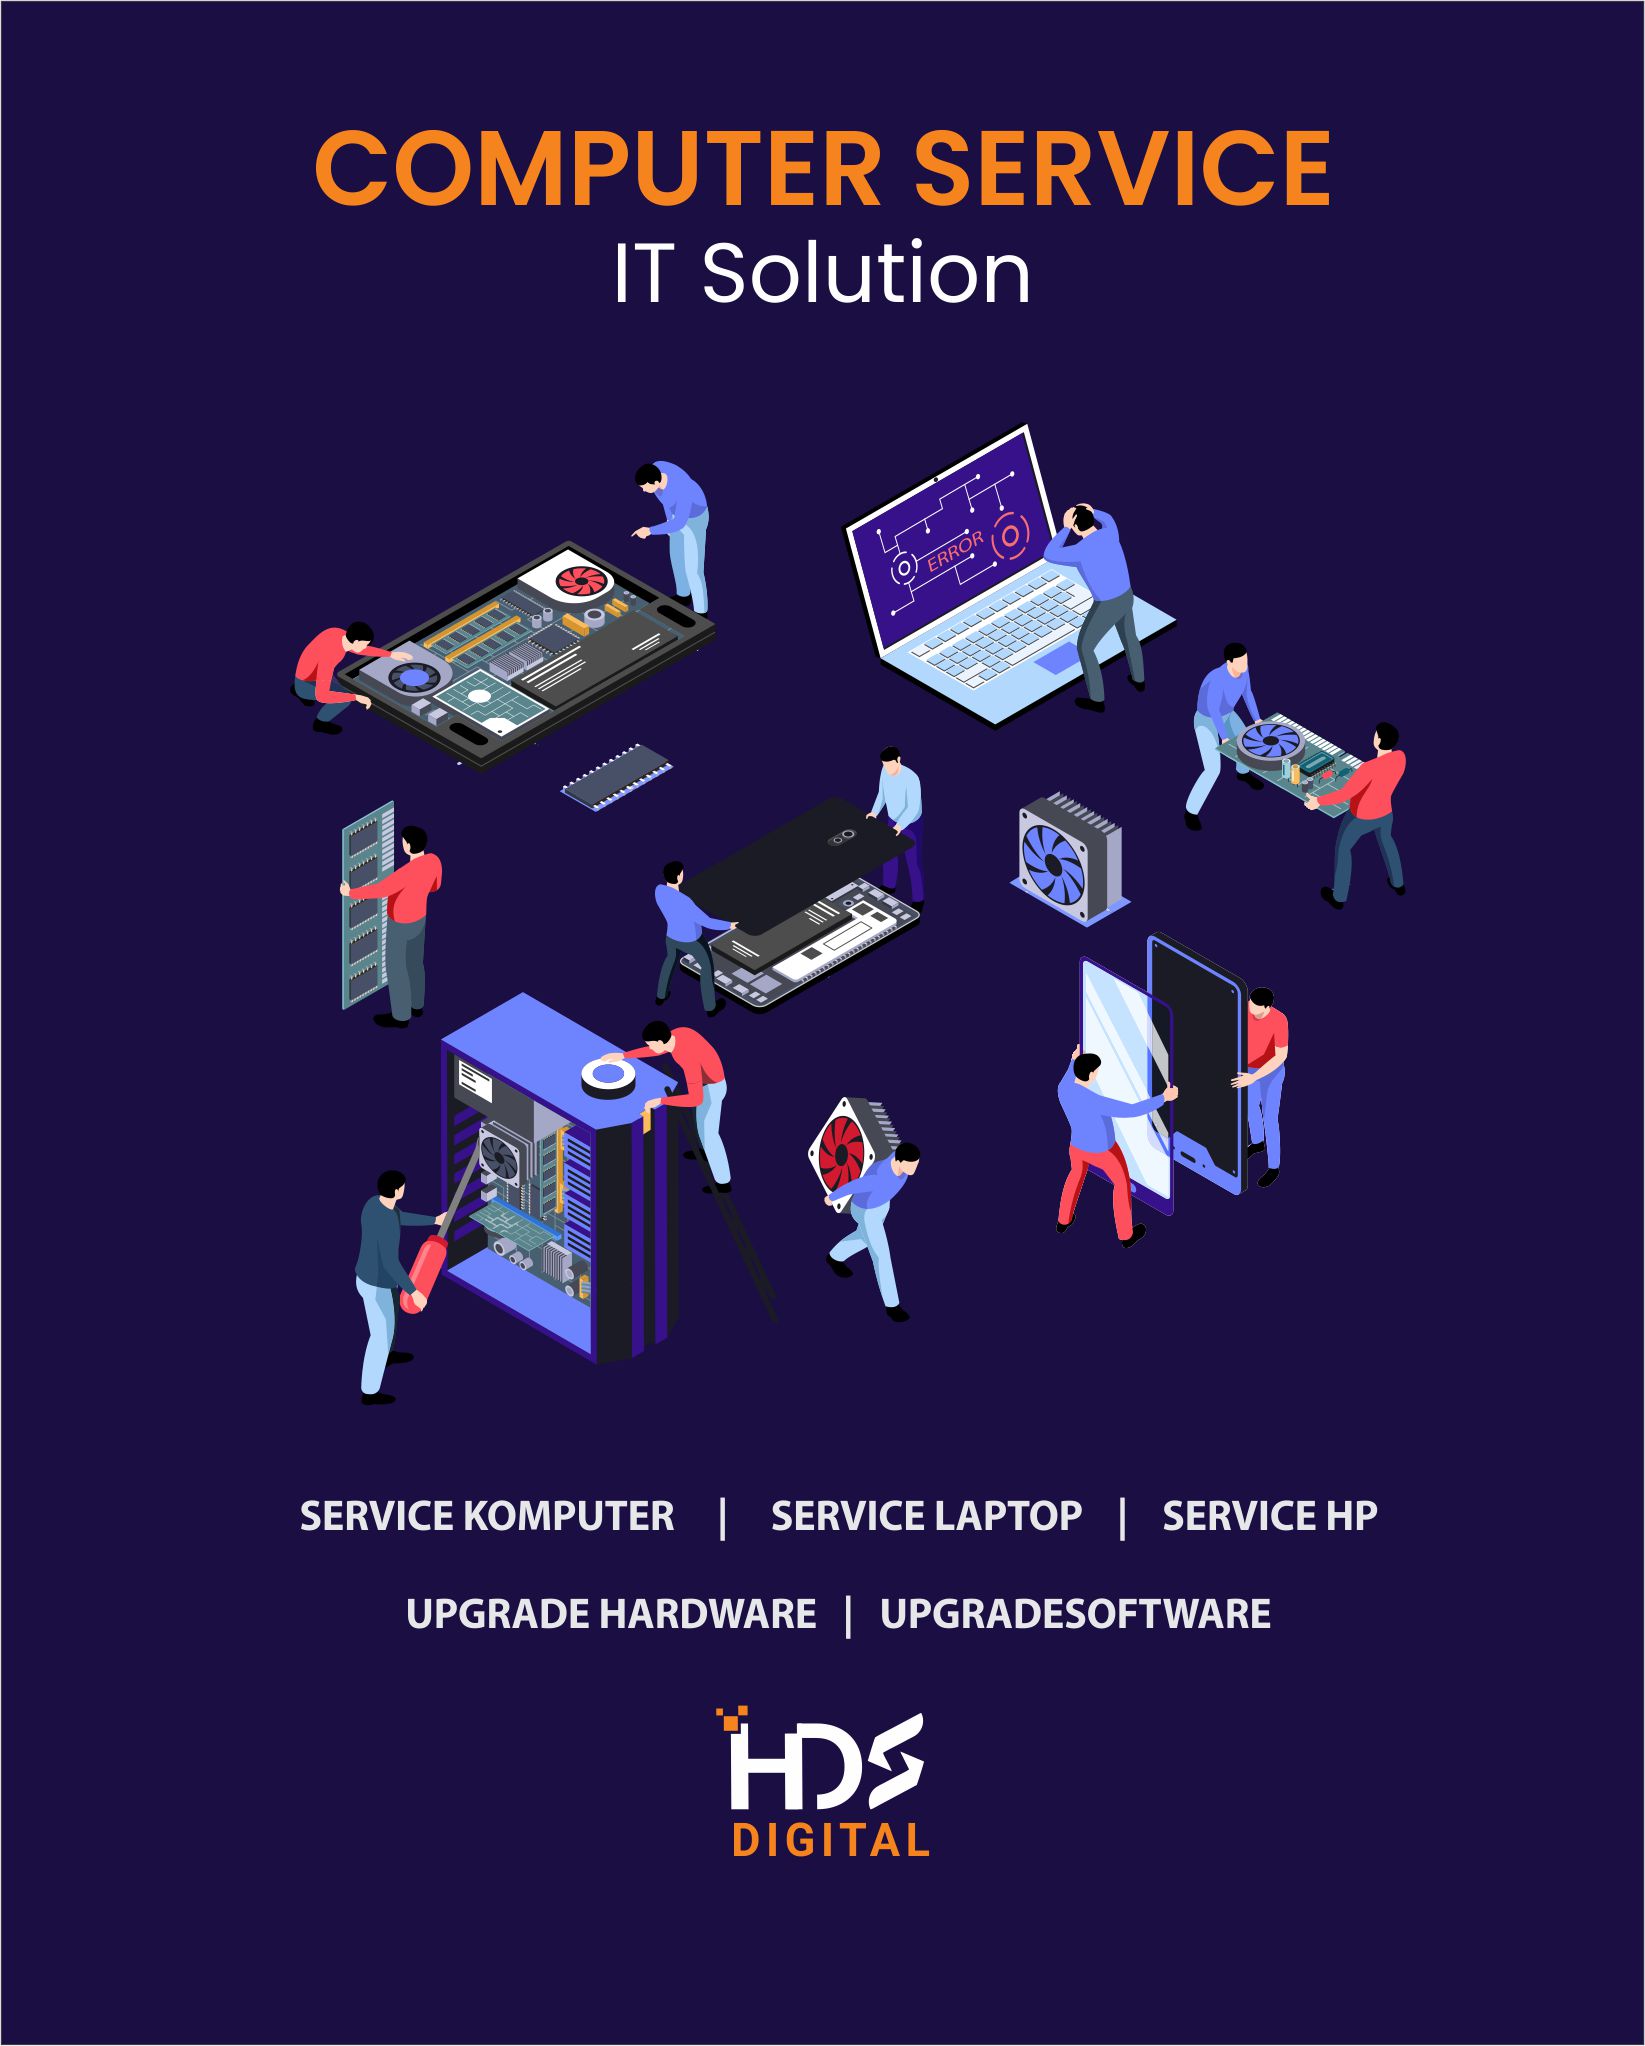 COMPUTER SERVICE
IT Solution
ERROR
SERVICE KOMPUTER | SERVICE LAPTOP | SERVICE HP
UPGRADE HARDWARE | UPGRADESOFTWARE
HDS
DIGITAL